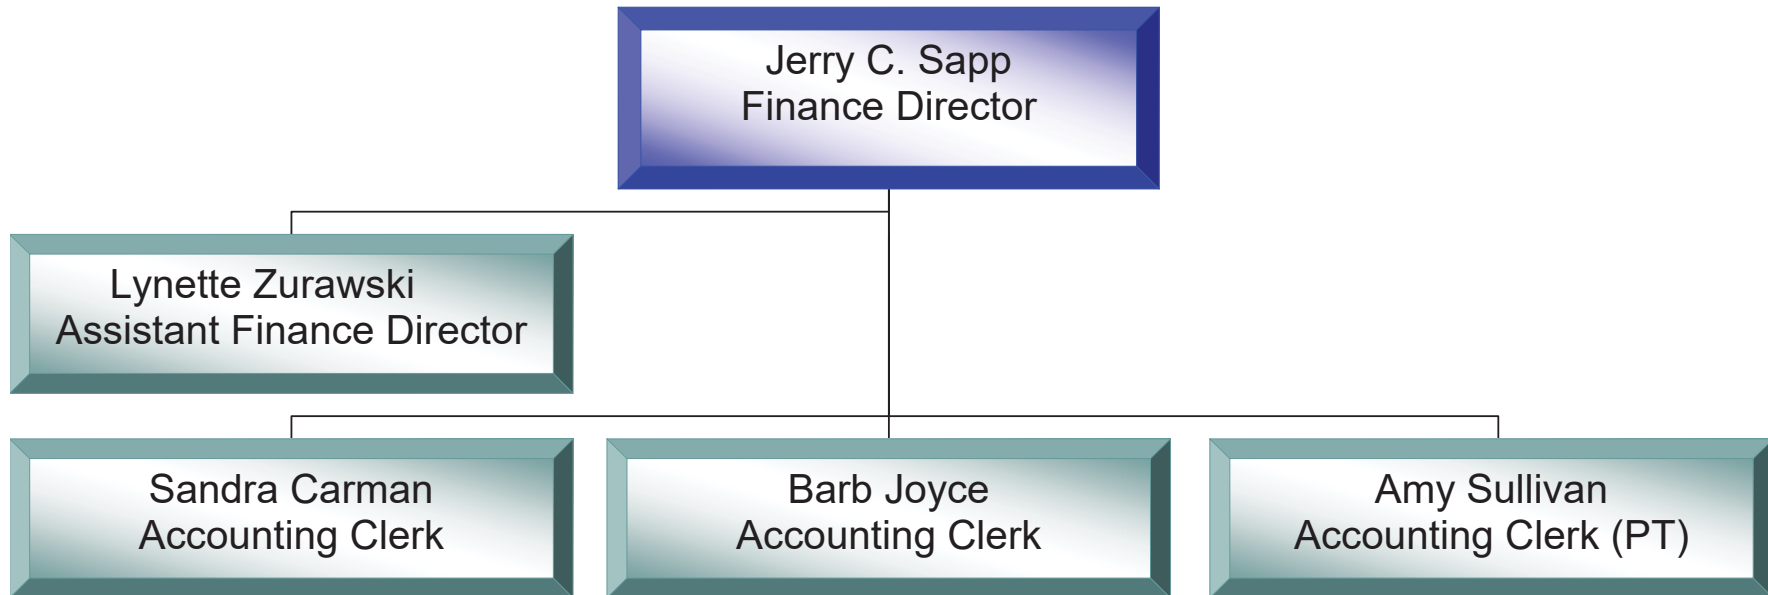 Jerry C. Sapp
Finance Director
Lynette Zurawski
Assistant Finance Director
Sandra Carman
Accounting Clerk
Barb Joyce
Accounting Clerk
Amy Sullivan
Accounting Clerk (PT)